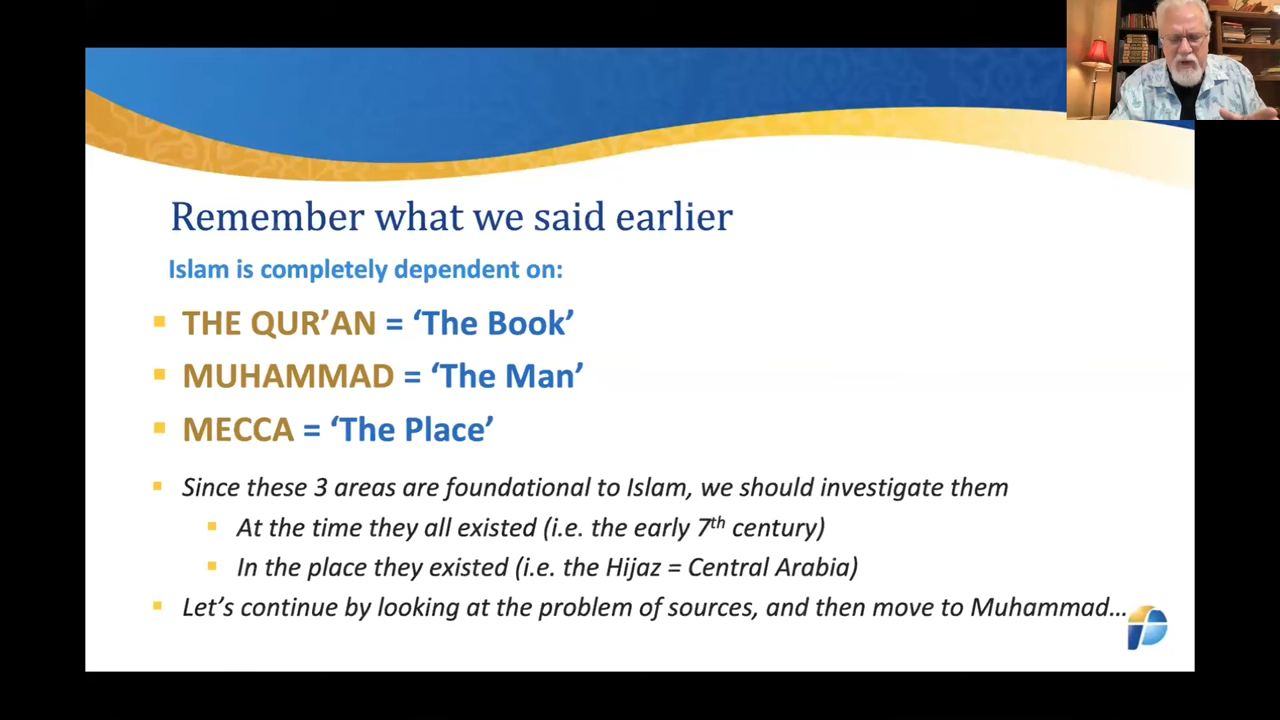 Remember what we said earlier
Islam is completely dependent on:
THE QUR’AN = ‘The Book’
MUHAMMAD = ‘The Man’
MECCA = ‘The Place’
Since these 3 areas are foundational to Islam, we should investigate them
At the time they all existed (i.e. the early 7th century)
In the place they existed (i.e. the Hijaz = Central Arabia)
Let’s continue by looking at the problem of sources, and then move to Muhammad…